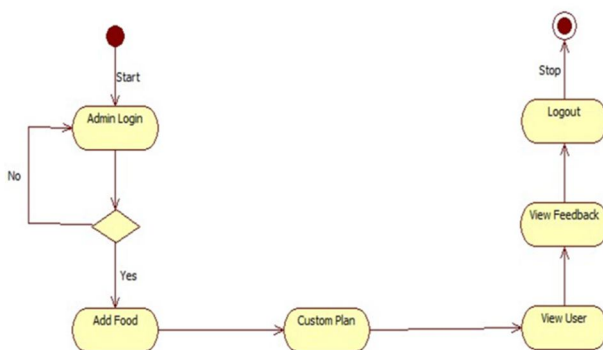 Start
Admin Login
No
Yes
Add Food
Custom Plan
View User
View Feedback
Logout
Stop